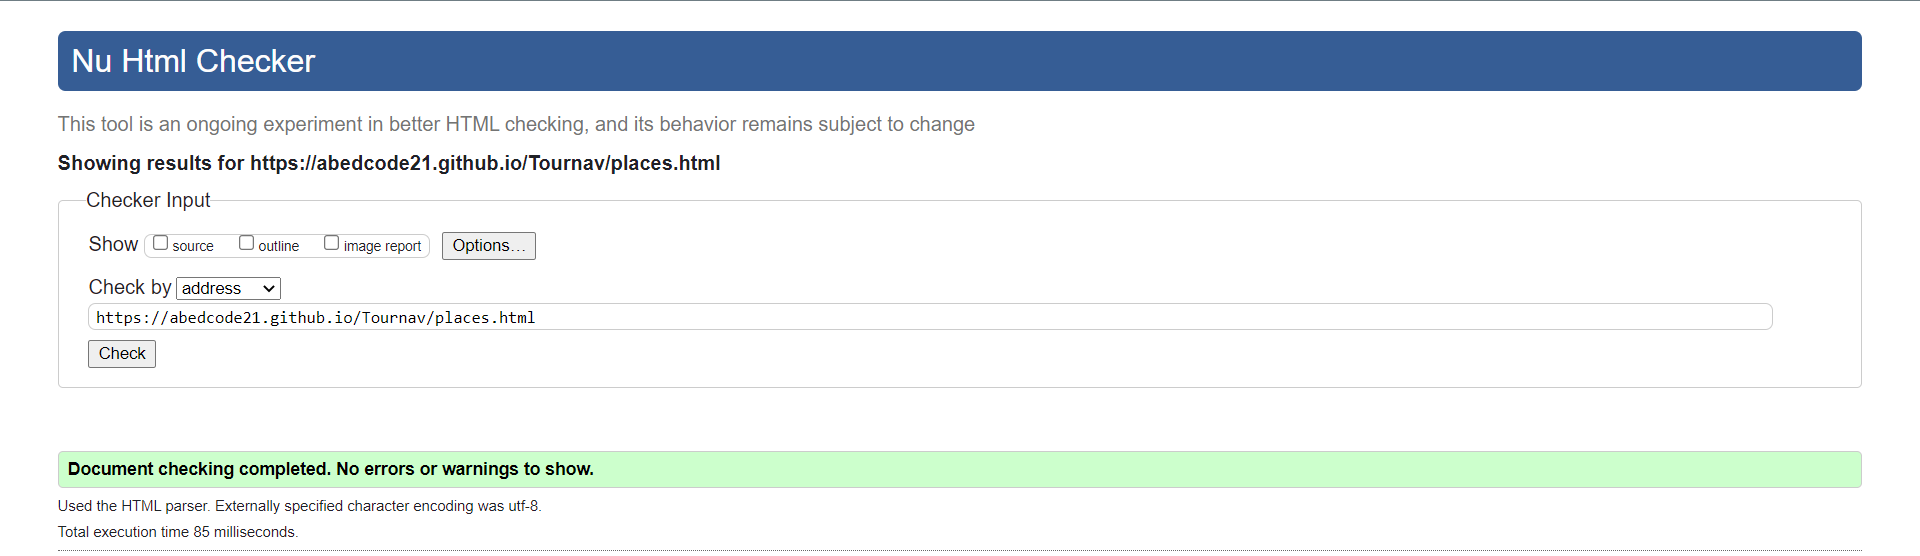 Nu Html Checker
This tool is an ongoing experiment in better HTML checking, and its behavior remains subject to change
Showing results for https://abedcode21.github.io/Tournav/places.html
Checker Input
Show source outline image report Options…
Check by address
https://abedcode21.github.io/Tournav/places.html
Check
Document checking completed. No errors or warnings to show.
Used the HTML parser. Externally specified character encoding was utf-8.
Total execution time 85 milliseconds.